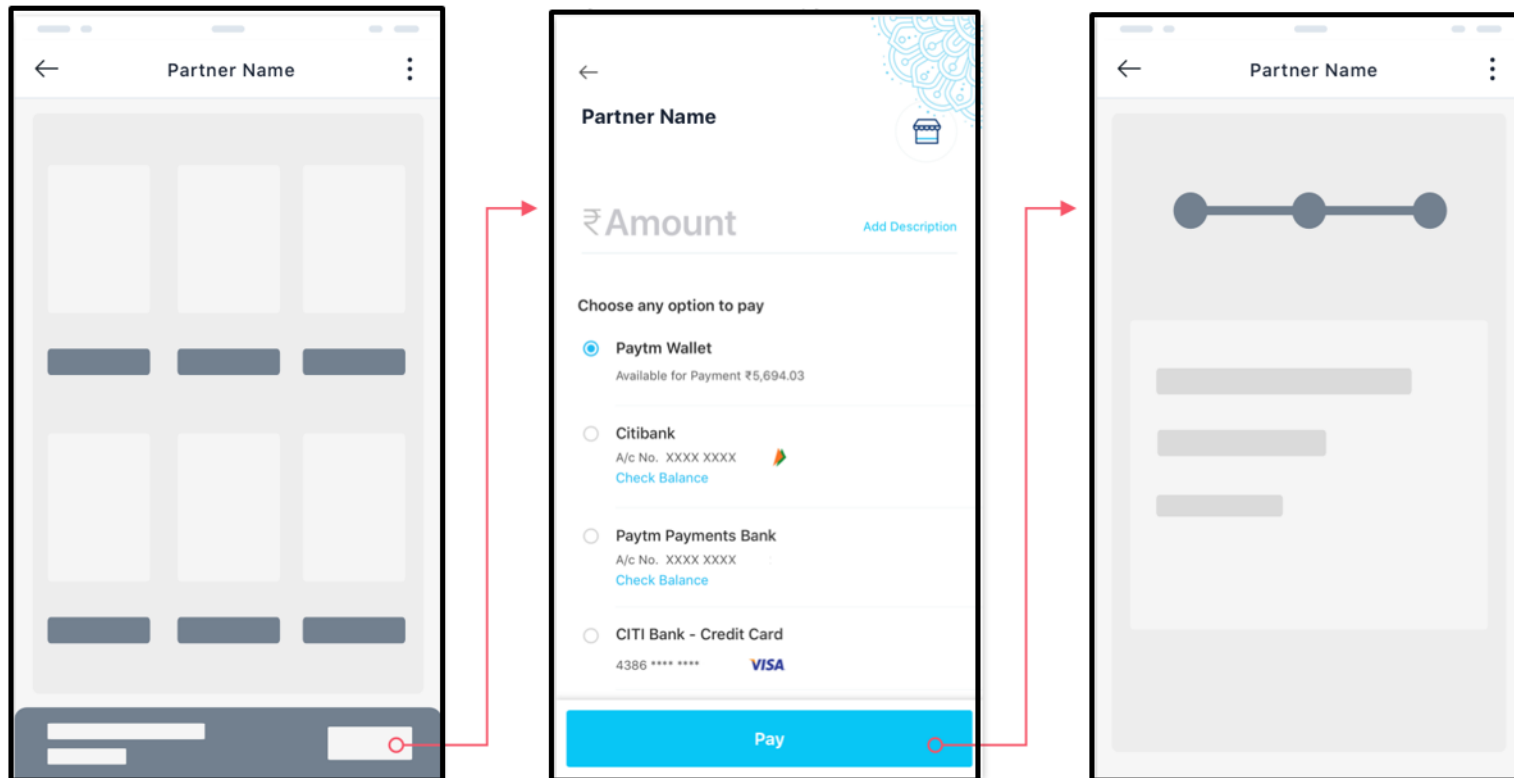 Partner Name
Partner Name
₹Amount
Add Description
Choose any option to pay
Paytm Wallet
Available for Payment ₹5,694.03
Citibank
A/c No. XXXX XXXX
Check Balance
Paytm Payments Bank
A/c No. XXXX XXXX
Check Balance
CITI Bank - Credit Card
4386 **** ****
VISA
Pay
Partner Name